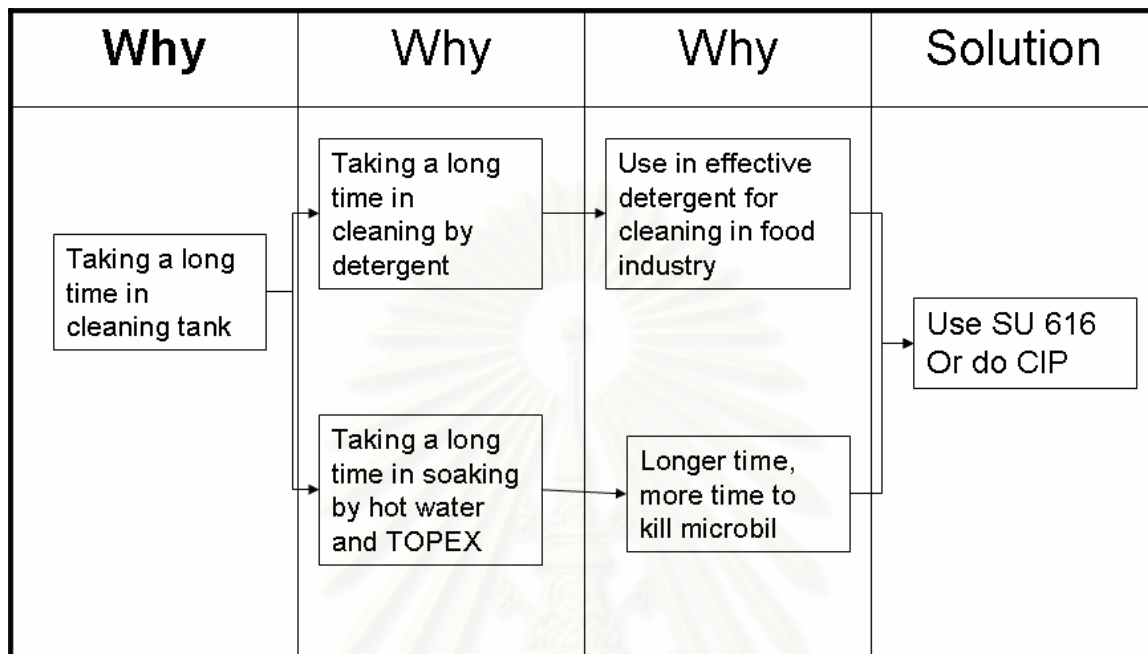 Why
Why
Why
Solution
Taking a long
time in
cleaning tank
Taking a long
time in
cleaning by
detergent
Use in effective
detergent for
cleaning in food
industry
Taking a long
time in soaking
by hot water
and TOPEX
Longer time,
more time to
kill microbil
Use SU 616
Or do CIP